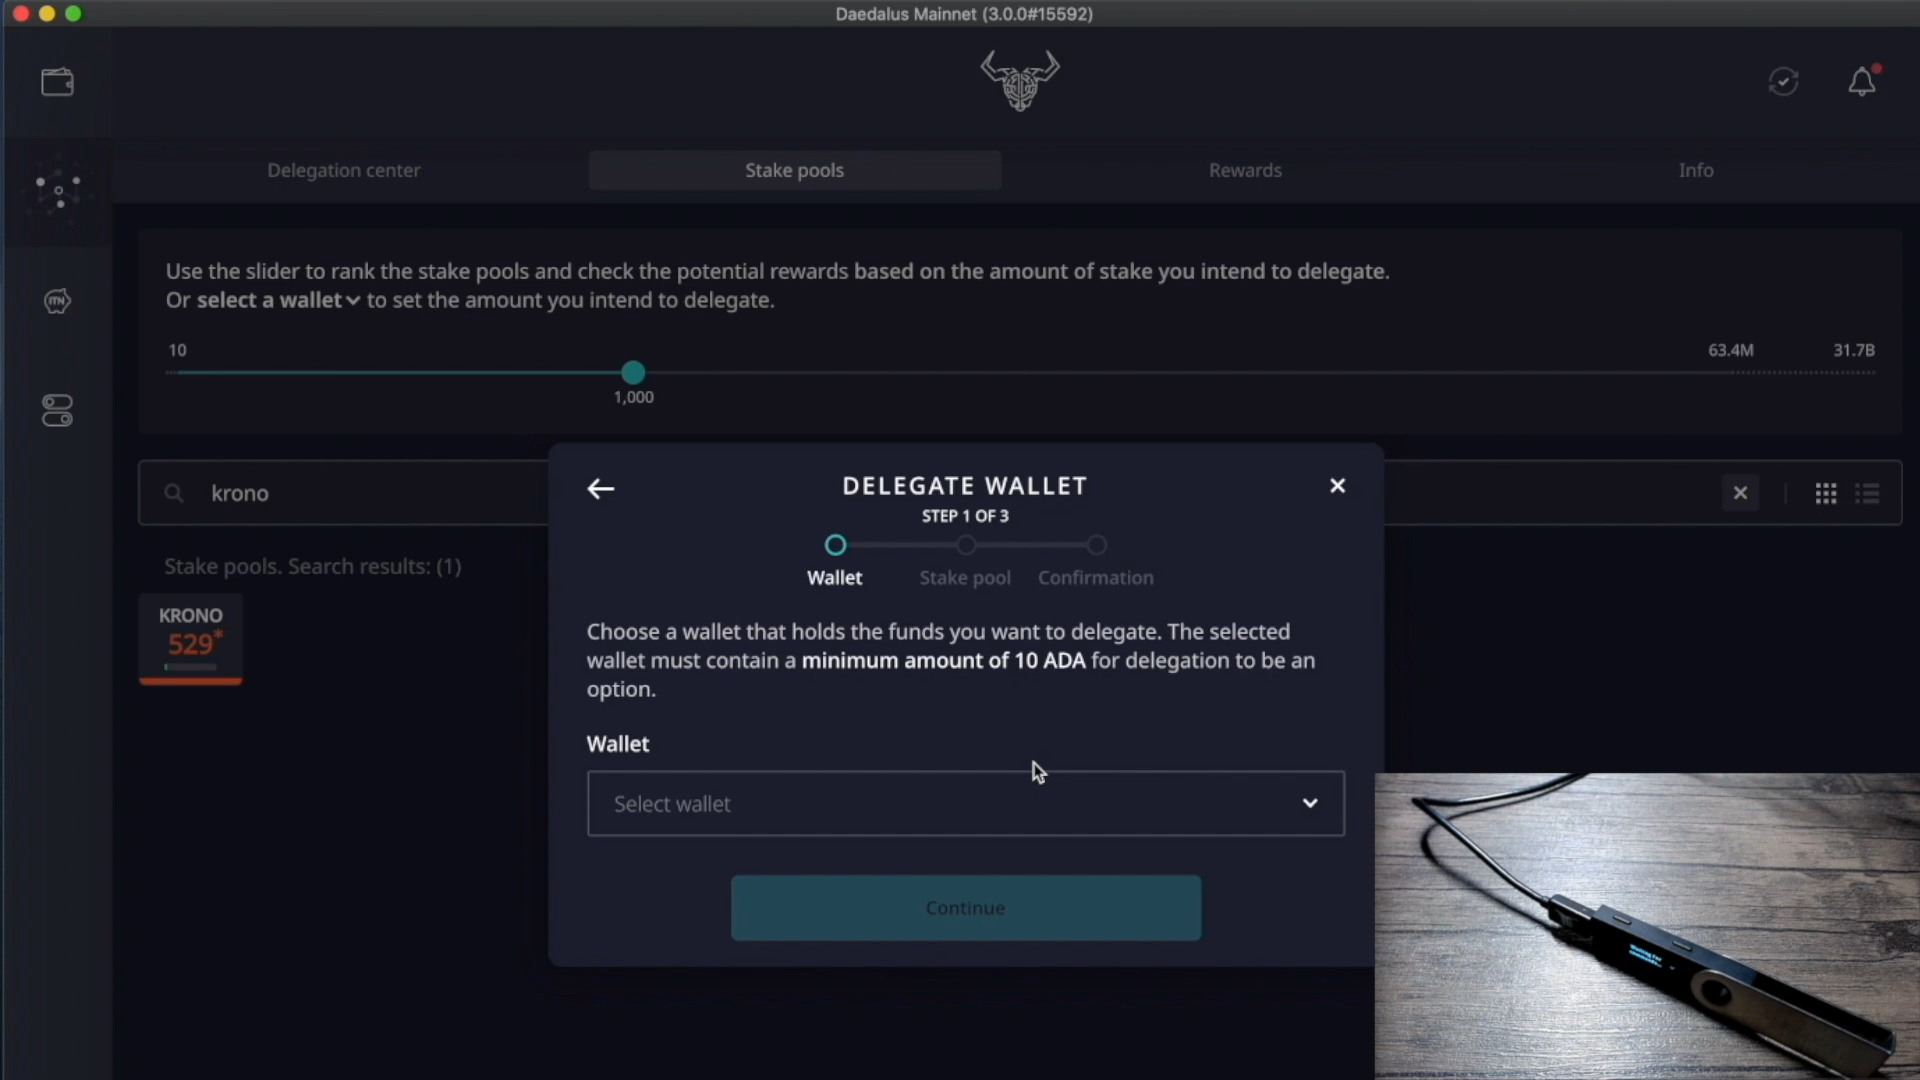 Daedalus Mainnet (3.0.0#15592)
Delegation center
Stake pools
Rewards
Info
Use the slider to rank the stake pools and check the potential rewards based on the amount of stake you intend to delegate.
Or select a wallet to set the amount you intend to delegate.
10
63.4M
31.7B
1,000
krono
Stake pools. Search results: (1)
KRONO
529*
DELEGATE WALLET
STEP 1 OF 3
Wallet
Stake pool
Confirmation
Choose a wallet that holds the funds you want to delegate. The selected
wallet must contain a minimum amount of 10 ADA for delegation to be an
option.
Wallet
Select wallet
Continue
ITN
Waiting for
commands...